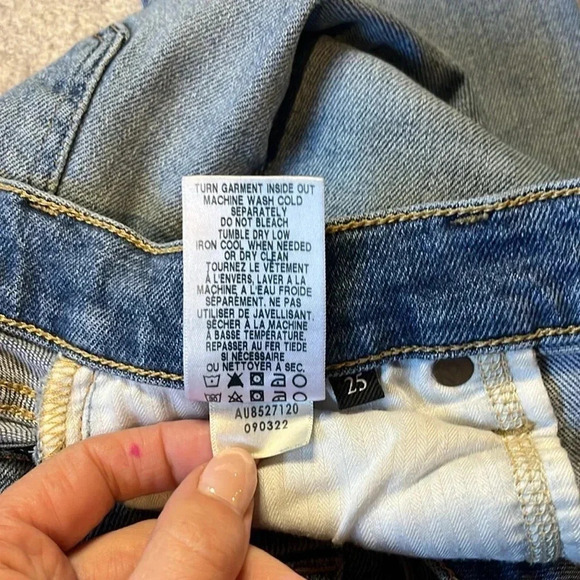 TURN GARMENT INSIDE OUT
MACHINE WASH COLD
SEPARATELY
DO NOT BLEACH
TUMBLE DRY LOW
IRON COOL WHEN NEEDED
OR DRY CLEAN
TOURNEZ LE VÊTEMENT
À L'ENVERS, LAVER A LA
MACHINE A L'EAU FROIDE
SÉPARÉMENT. NE PAS
UTILISER DE JAVELLISANT.
SÉCHER À LA MACHINE
À BASSE TEMPÉRATURE.
REPASSER AU FER TIEDE
SI NÉCESSAIRE
OU NETTOYER A SEC.
AU8527120
090322
25